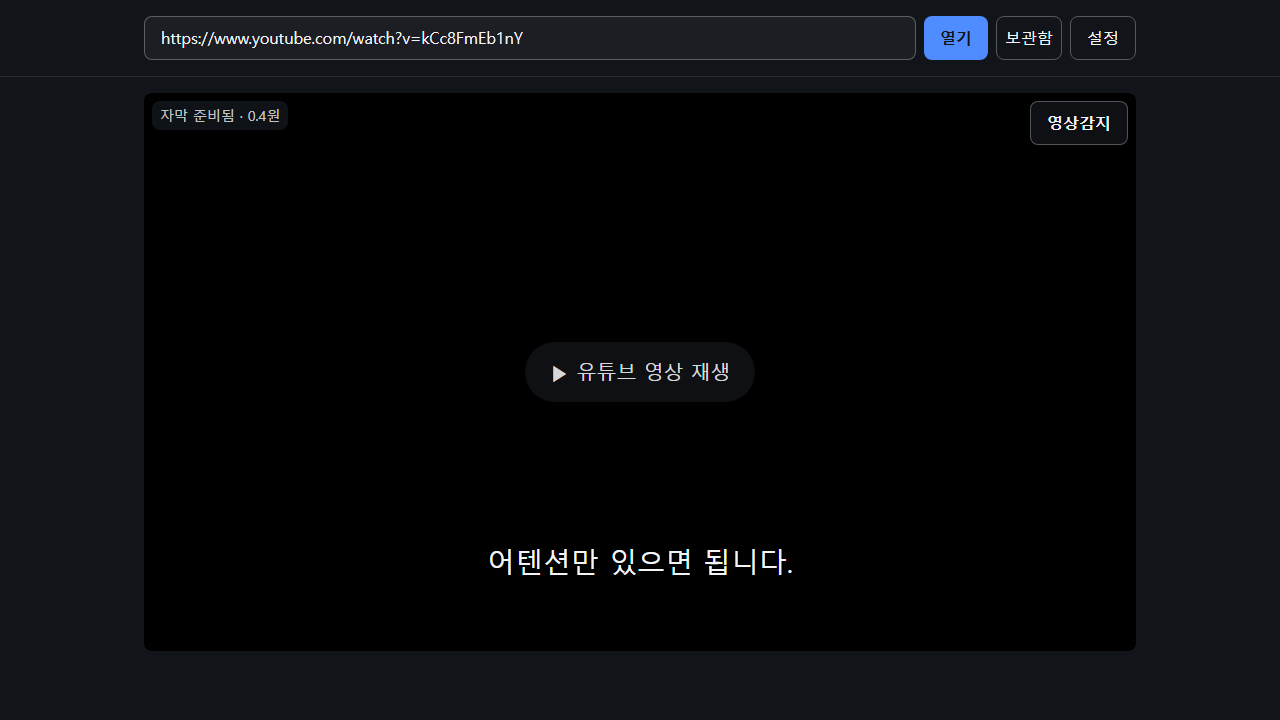 https://www.youtube.com/watch?v=kCc8FmEb1nY
열기
보관함
설정
자막 준비됨 · 0.4원
영상감지
▶ 유튜브 영상 재생
어텐션만 있으면 됩니다.